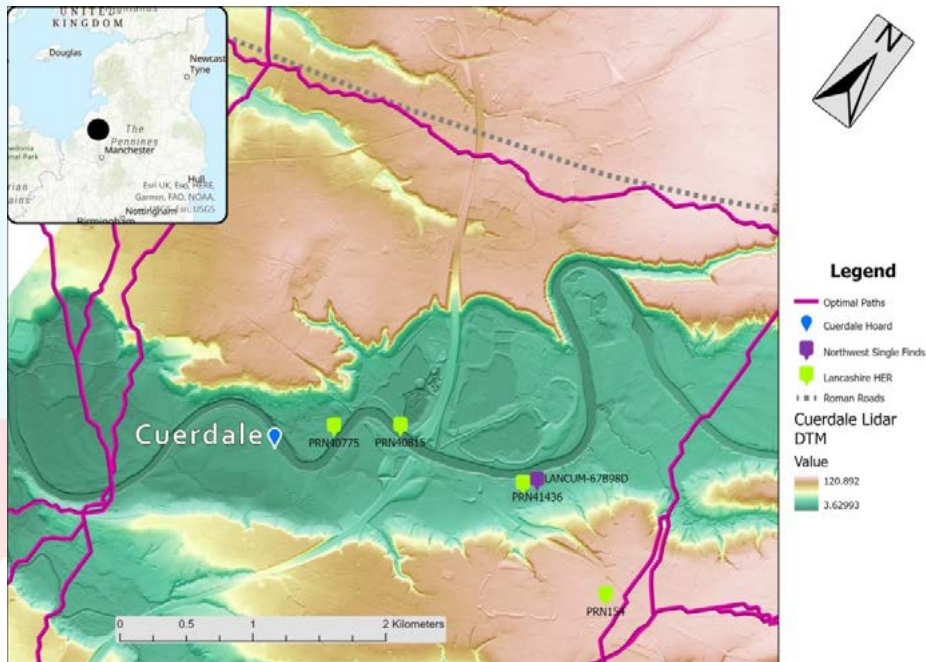 UNITED
KINGDOM
Douglas
Newcast
Tyne
The
Pennines
Manchester
Hull
Esri UK, Esri, HERE,
Garmin, FAO, NOAA,
USGS, Esri, USGS
Nottingham
Birmingham
N
Cuerdale
PRN40775
PRN40815
LANCUM-67B98D
PRN41436
PRN154
0
0.5
1
2 Kilometers
Legend
Optimal Paths
Cuerdale Hoard
Northwest Single Finds
Lancashire HER
Roman Roads
Cuerdale Lidar
DTM
Value
120.892
3.62993